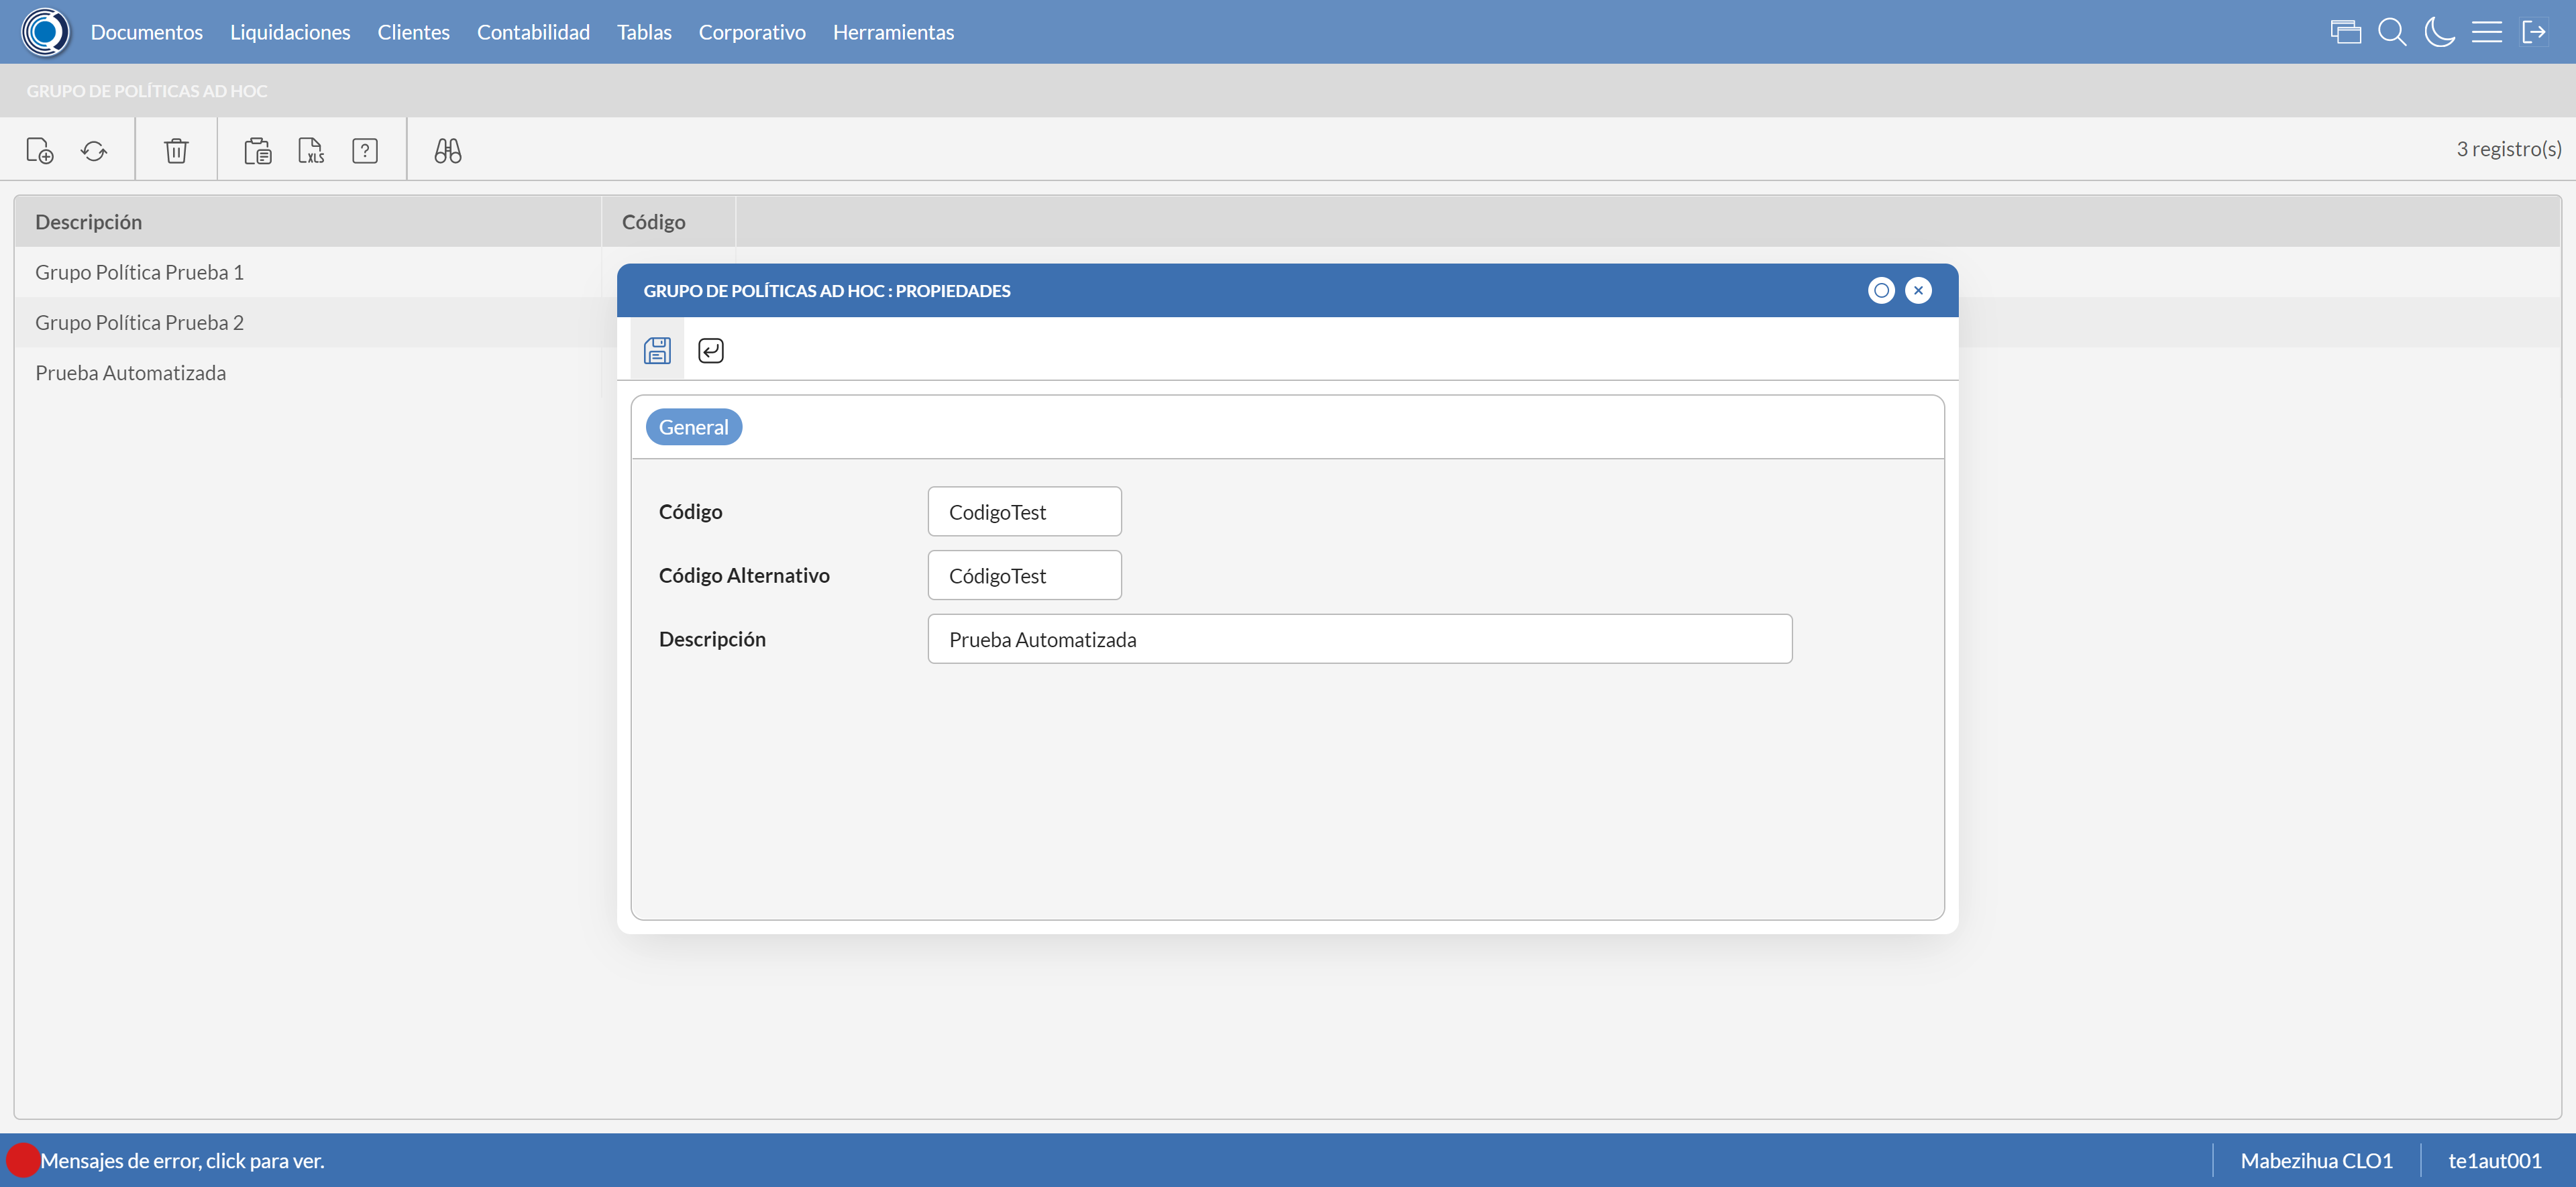 Documentos Liquidaciones Clientes Contabilidad Tablas Corporativo Herramientas
GRUPO DE POLÍTICAS AD HOC
XLS ? 3 registro(s)
Descripción Código
Grupo Política Prueba 1
Grupo Política Prueba 2
Prueba Automatizada
GRUPO DE POLÍTICAS AD HOC : PROPIEDADES
General
Código CodigoTest
Código Alternativo CódigoTest
Descripción Prueba Automatizada
Mensajes de error, click para ver. Mabezihua CLO1 te1aut001